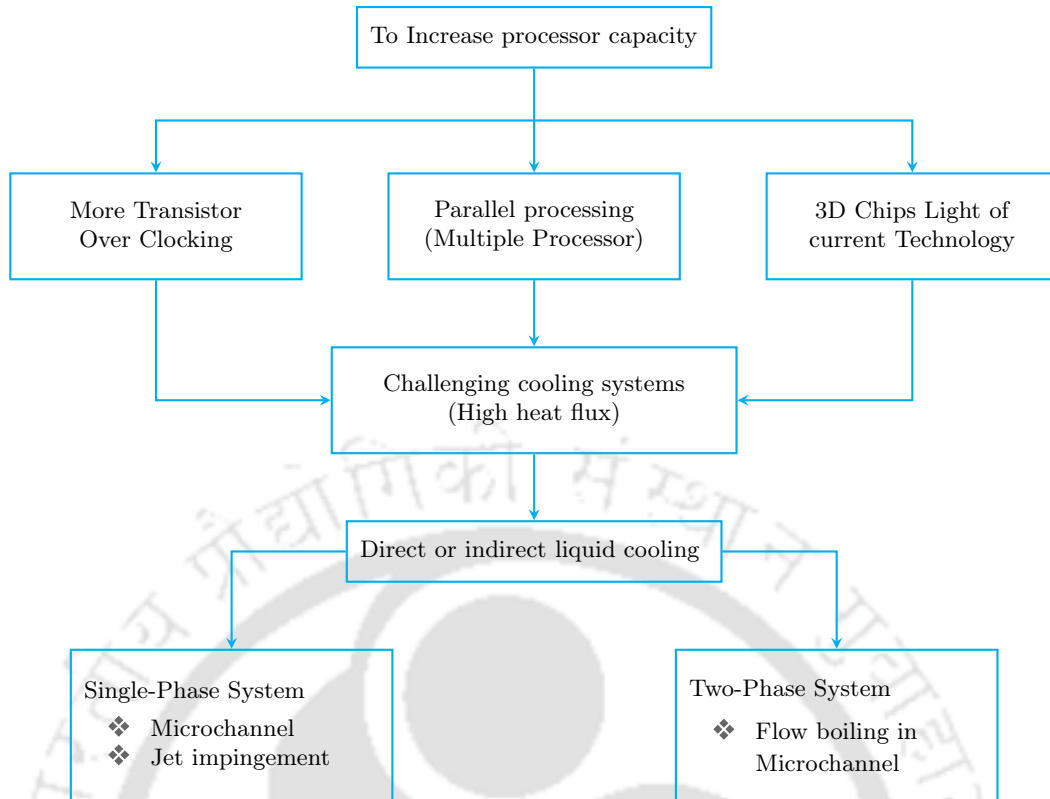 To Increase processor capacity
More Transistor
Over Clocking
Parallel processing
(Multiple Processor)
3D Chips Light of
current Technology
Challenging cooling systems
(High heat flux)
Direct or indirect liquid cooling
Single-Phase System
❖ Microchannel
❖ Jet impingement
Two-Phase System
❖ Flow boiling in
Microchannel